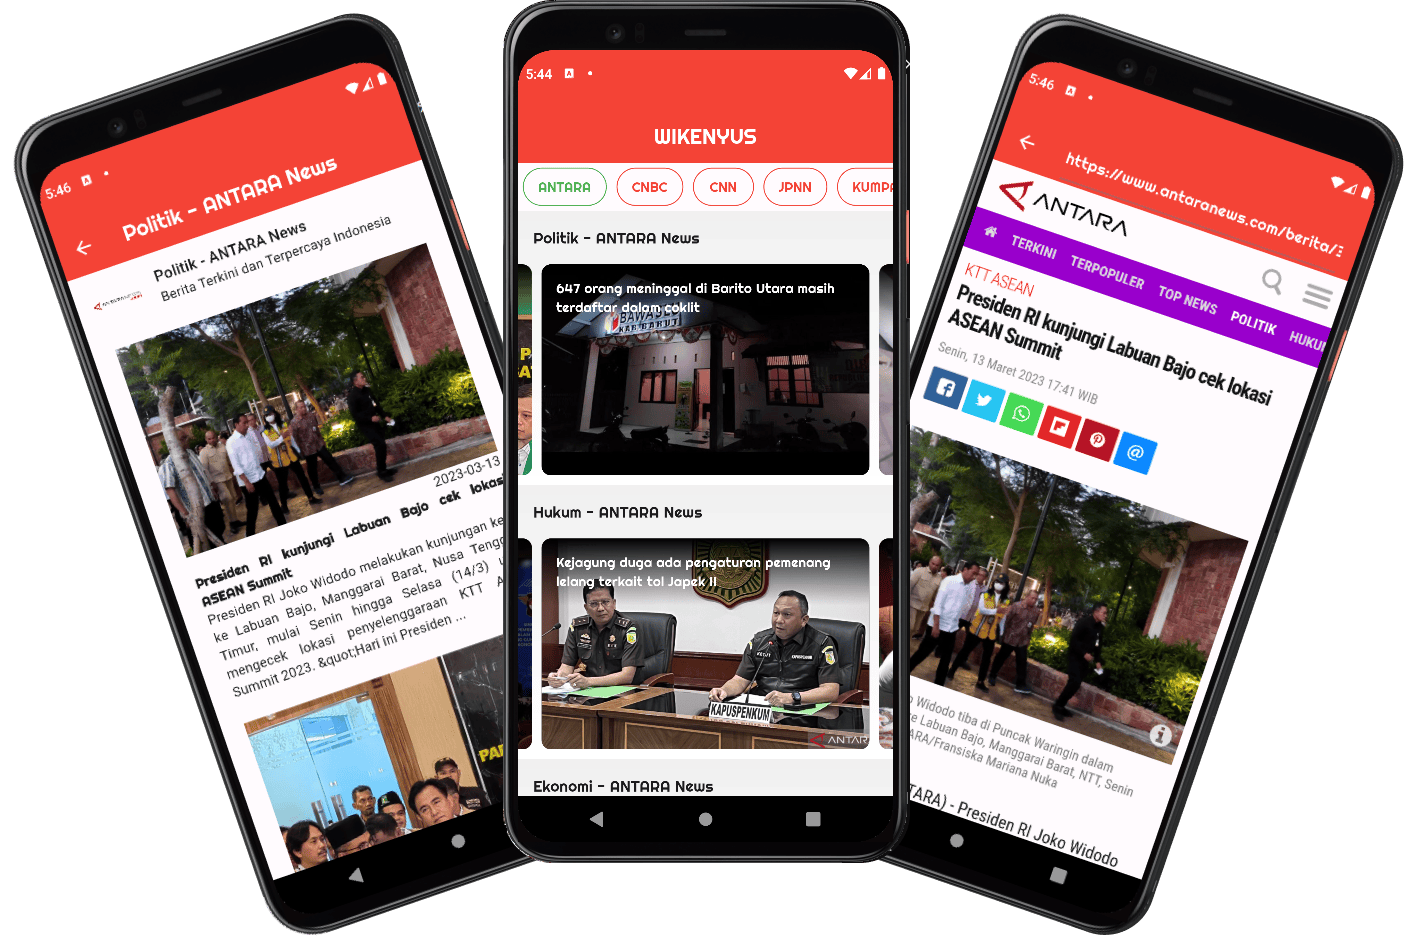 5:46
Politik - ANTARA News
Politik - ANTARA News
Berita Terkini dan Terpercaya Indonesia
2023-03-13
Presiden RI kunjungi Labuan Bajo cek lokasi
ASEAN Summit
Presiden RI Joko Widodo melakukan kunjungan ke
ke Labuan Bajo, Manggarai Barat, Nusa Tengg
Timur, mulai Senin hingga Selasa (14/3) u
mengecek lokasi penyelenggaraan KTT A
Summit 2023. &quot;Hari ini Presiden ...
5:44
WIKENYUS
ANTARA CNBC CNN JPNN KUMPA
Politik - ANTARA News
647 orang meninggal di Barito Utara masih
terdaftar dalam coklit
BAWASLU
KAB. BARUT
Hukum - ANTARA News
Kejagung duga ada pengaturan pemenang
lelang terkait tol Japek II
KAPUSPENKUM
ANTAR
Ekonomi - ANTARA News
5:46
https://www.antaranews.com/berita/3
ANTARA
TERKINI TERPOPULER TOP NEWS POLITIK HUKUM
KTT ASEAN
Presiden RI kunjungi Labuan Bajo cek lokasi
ASEAN Summit
Senin, 13 Maret 2023 17:41 WIB
o Widodo tiba di Puncak Waringin dalam
ke Labuan Bajo, Manggarai Barat, NTT, Senin
ARA/Fransiska Mariana Nuka
TARA) - Presiden RI Joko Widodo